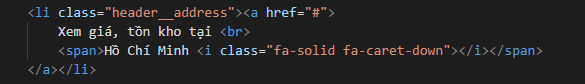 <li class="header__address"><a href="#">
Xem giá, tồn kho tại <br>
<span>Hồ Chí Minh <i class="fa-solid fa-caret-down"></i></span>
</a></li>